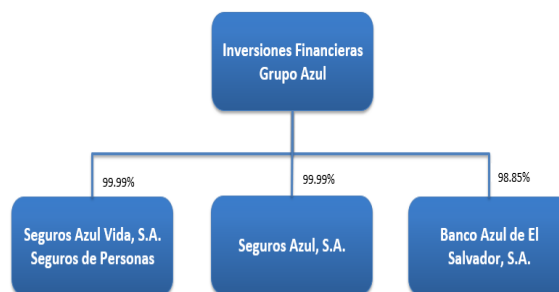 Inversiones Financieras
Grupo Azul
99.99%
99.99%
98.85%
Seguros Azul Vida, S.A.
Seguros de Personas
Seguros Azul, S.A.
Banco Azul de El
Salvador, S.A.